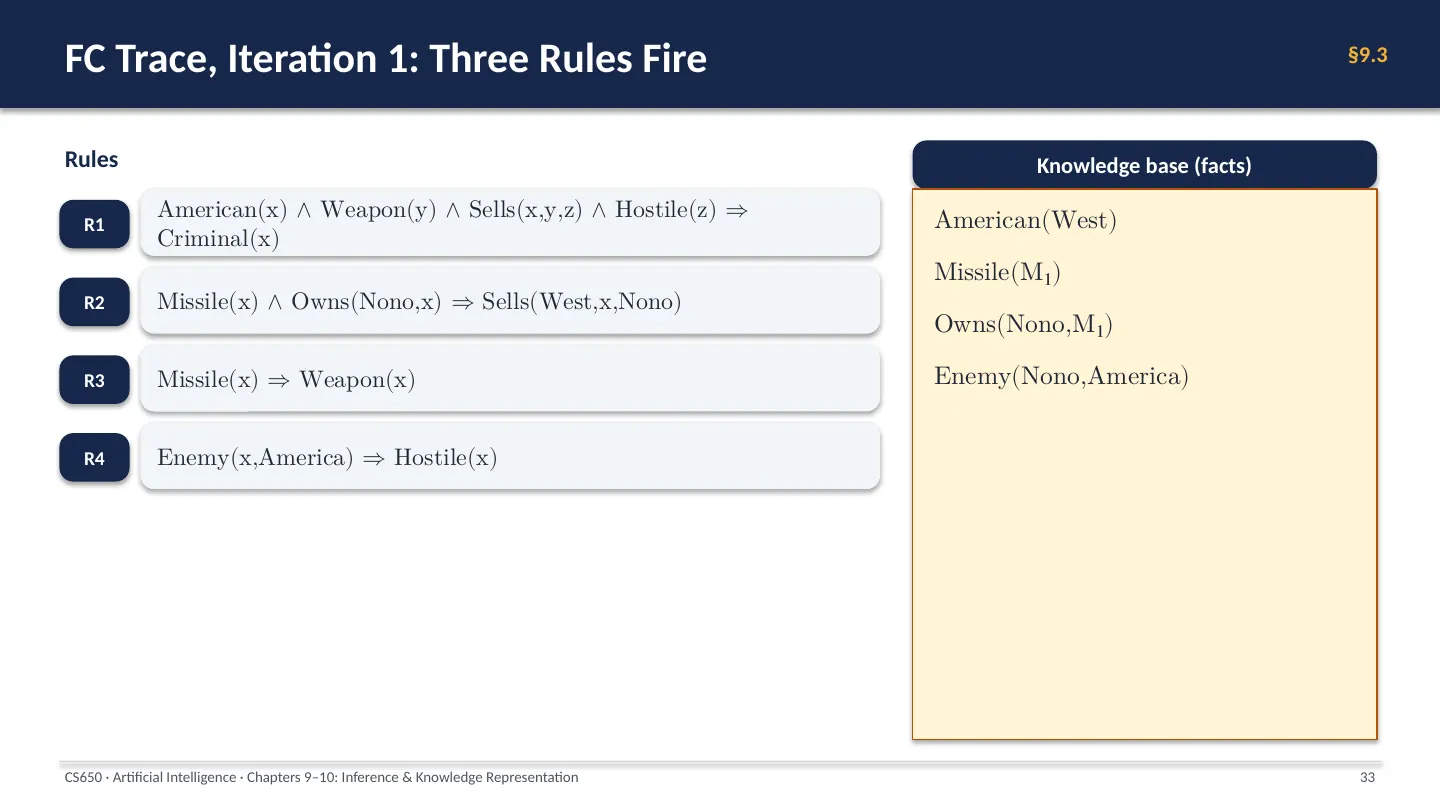 FC Trace, Iteration 1: Three Rules Fire
§9.3
Rules
R1
American(x) ∧ Weapon(y) ∧ Sells(x,y,z) ∧ Hostile(z) ⇒
Criminal(x)
R2
Missile(x) ∧ Owns(Nono,x) ⇒ Sells(West,x,Nono)
R3
Missile(x) ⇒ Weapon(x)
R4
Enemy(x,America) ⇒ Hostile(x)
Knowledge base (facts)
American(West)
Missile(M₁)
Owns(Nono,M₁)
Enemy(Nono,America)
CS650 · Artificial Intelligence · Chapters 9–10: Inference & Knowledge Representation
33